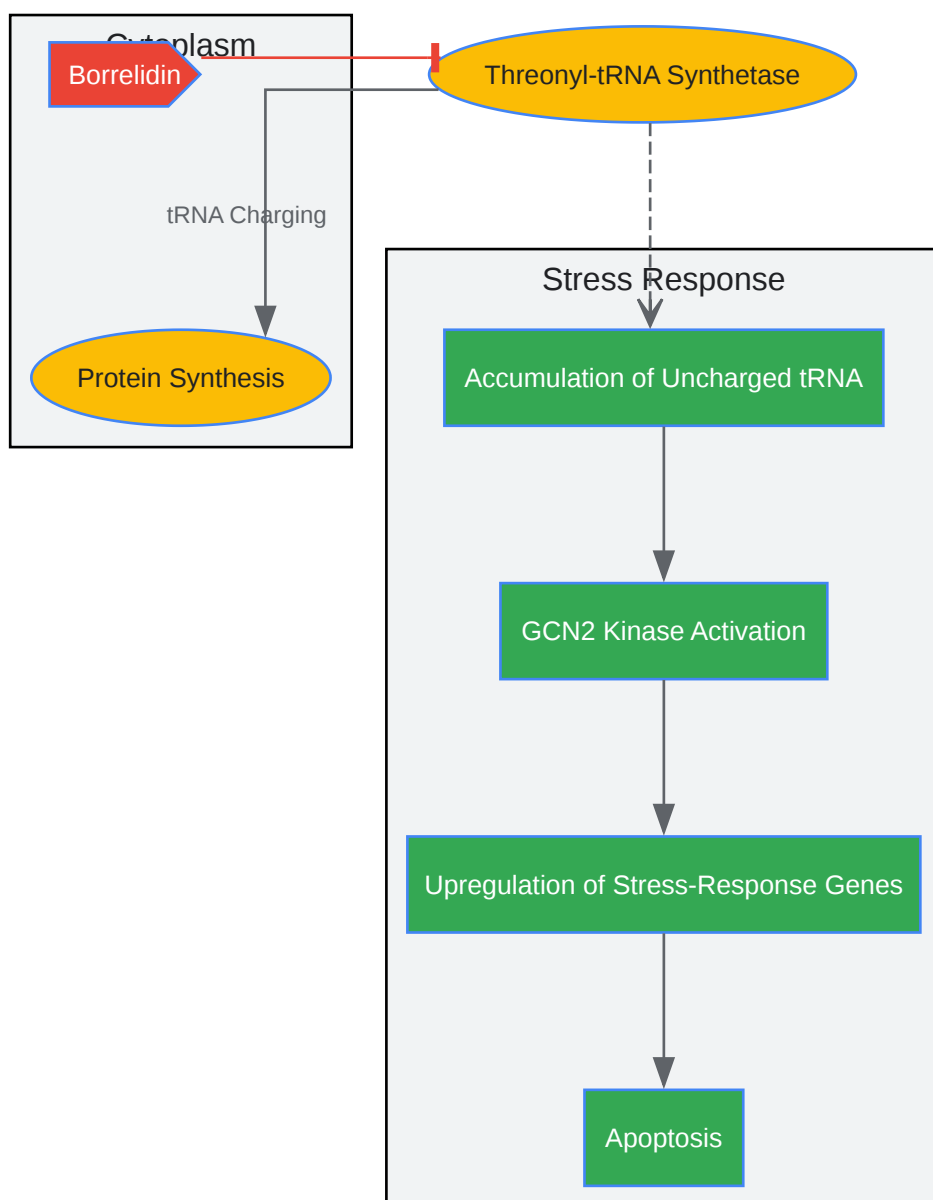 Cytoplasm
Borrelidin
Threonyl-tRNA Synthetase
tRNA Charging
Stress Response
Protein Synthesis
Accumulation of Uncharged tRNA
GCN2 Kinase Activation
Upregulation of Stress-Response Genes
Apoptosis